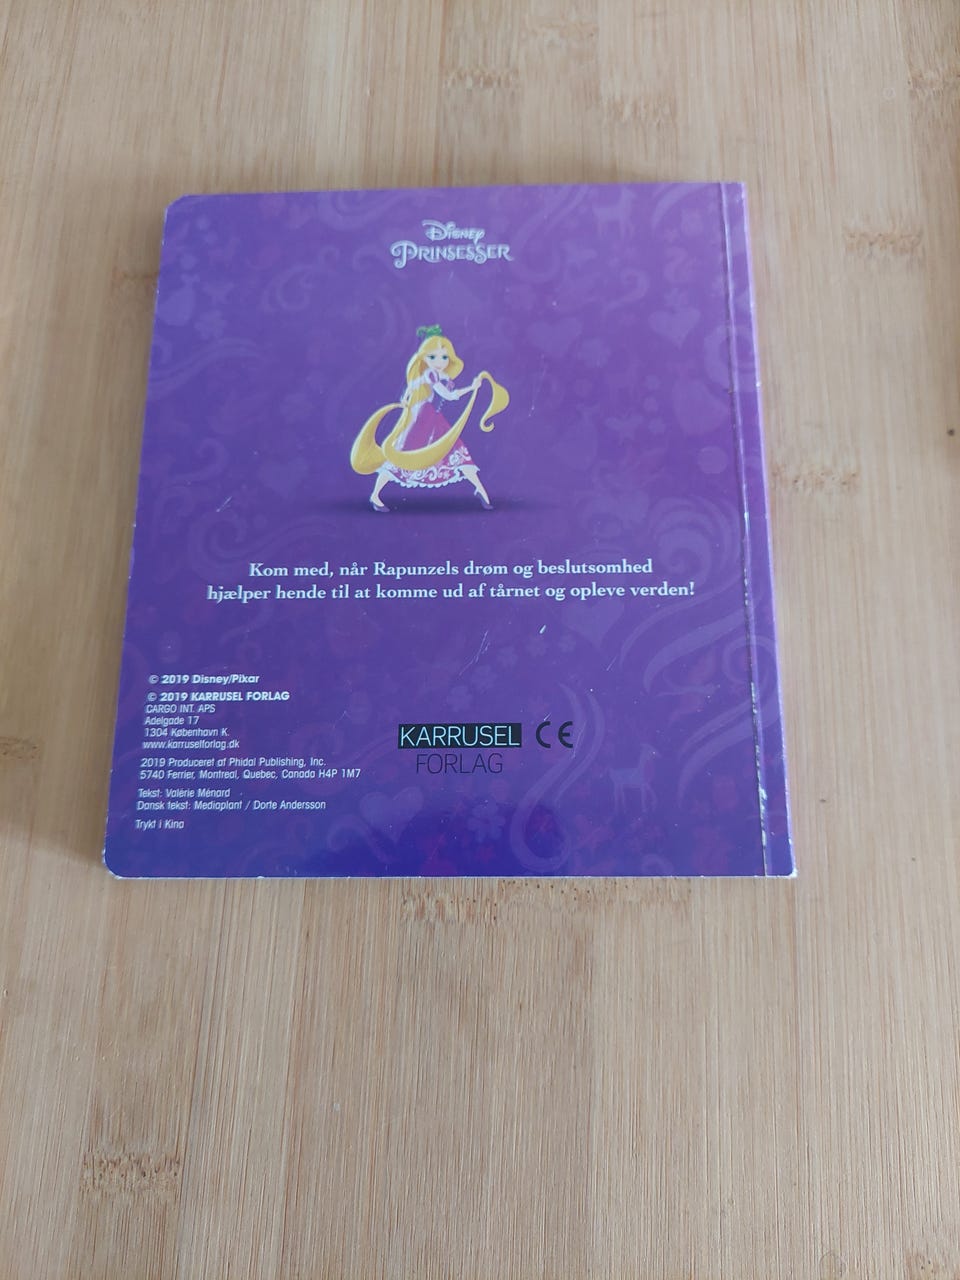 Disney
Prinsesser
Kom med, når Rapunzels drøm og beslutsomhed
hjælper hende til at komme ud af tårnet og opleve verden!
© 2019 Disney/Pixar
© 2019 KARRUSEL FORLAG
CARGO INT. APS
Adelgade 17
1304 København K.
www.karruselforlag.dk
2019 Produceret af Phidal Publishing, Inc.
5740 Ferrier, Montreal, Quebec, Canada H4P 1M7
Tekst: Valérie Ménard
Dansk tekst: Mediaplant / Dorte Andersson
Trykt i Kina
KARRUSEL CE
FORLAG